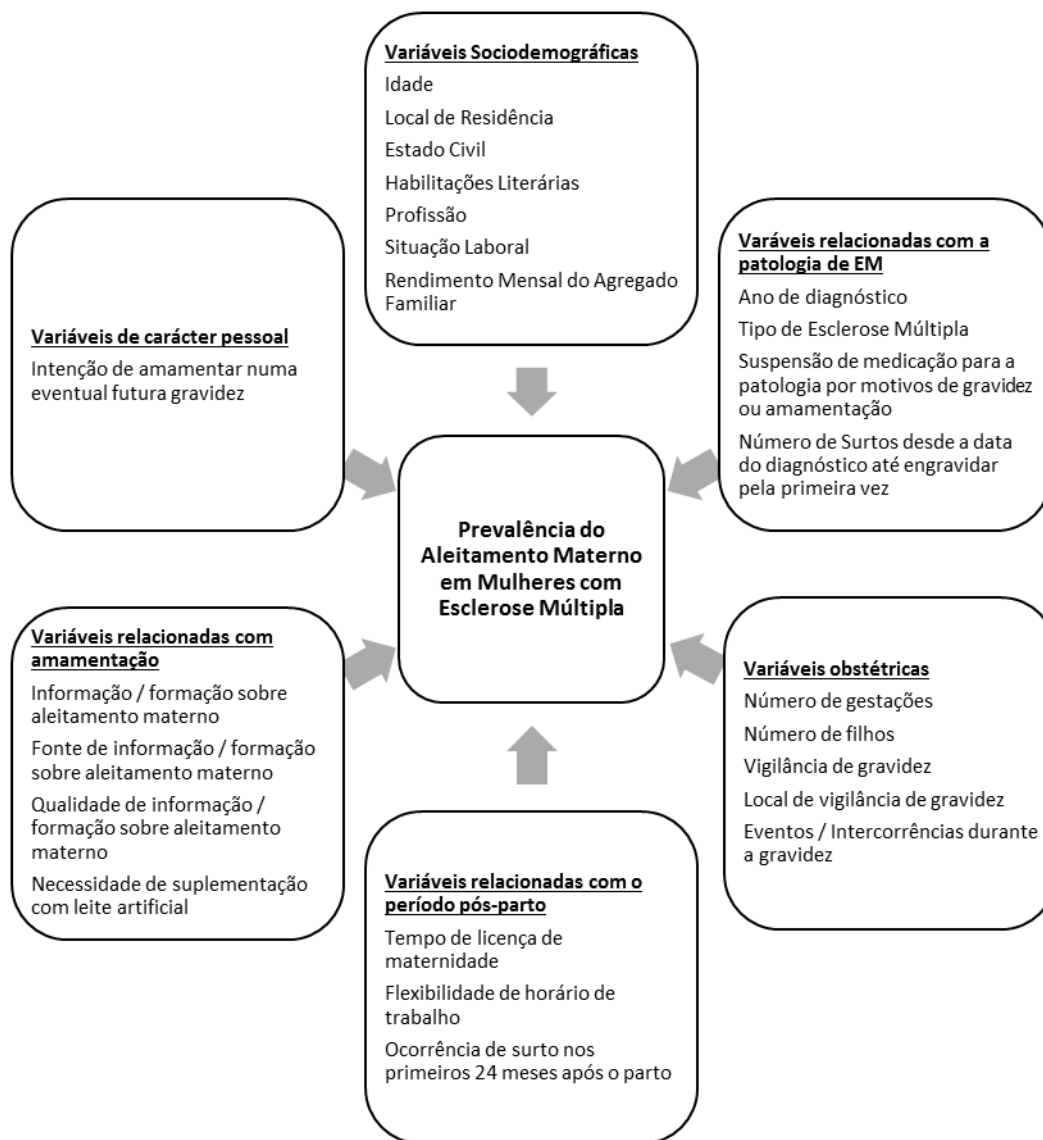 Variáveis Sociodemográficas
Idade
Local de Residência
Estado Civil
Habilitações Literárias
Profissão
Situação Laboral
Rendimento Mensal do Agregado
Familiar
Varáveis relacionadas com a
patologia de EM
Ano de diagnóstico
Tipo de Esclerose Múltipla
Suspensão de medicação para a
patologia por motivos de gravidez
ou amamentação
Número de Surtos desde a data
do diagnóstico até engravidar
pela primeira vez
Variáveis de carácter pessoal
Intenção de amamentar numa
eventual futura gravidez
Prevalência do
Aleitamento Materno
em Mulheres com
Esclerose Múltipla
Variáveis relacionadas com
amamentação
Informação / formação sobre
aleitamento materno
Fonte de informação / formação
sobre aleitamento materno
Qualidade de informação /
formação sobre aleitamento
materno
Necessidade de suplementação
com leite artificial
Variáveis obstétricas
Número de gestações
Número de filhos
Vigilância de gravidez
Local de vigilância de gravidez
Eventos / Intercorrências durante
a gravidez
Variáveis relacionadas com o
período pós-parto
Tempo de licença de
maternidade
Flexibilidade de horário de
trabalho
Ocorrência de surto nos
primeiros 24 meses após o parto